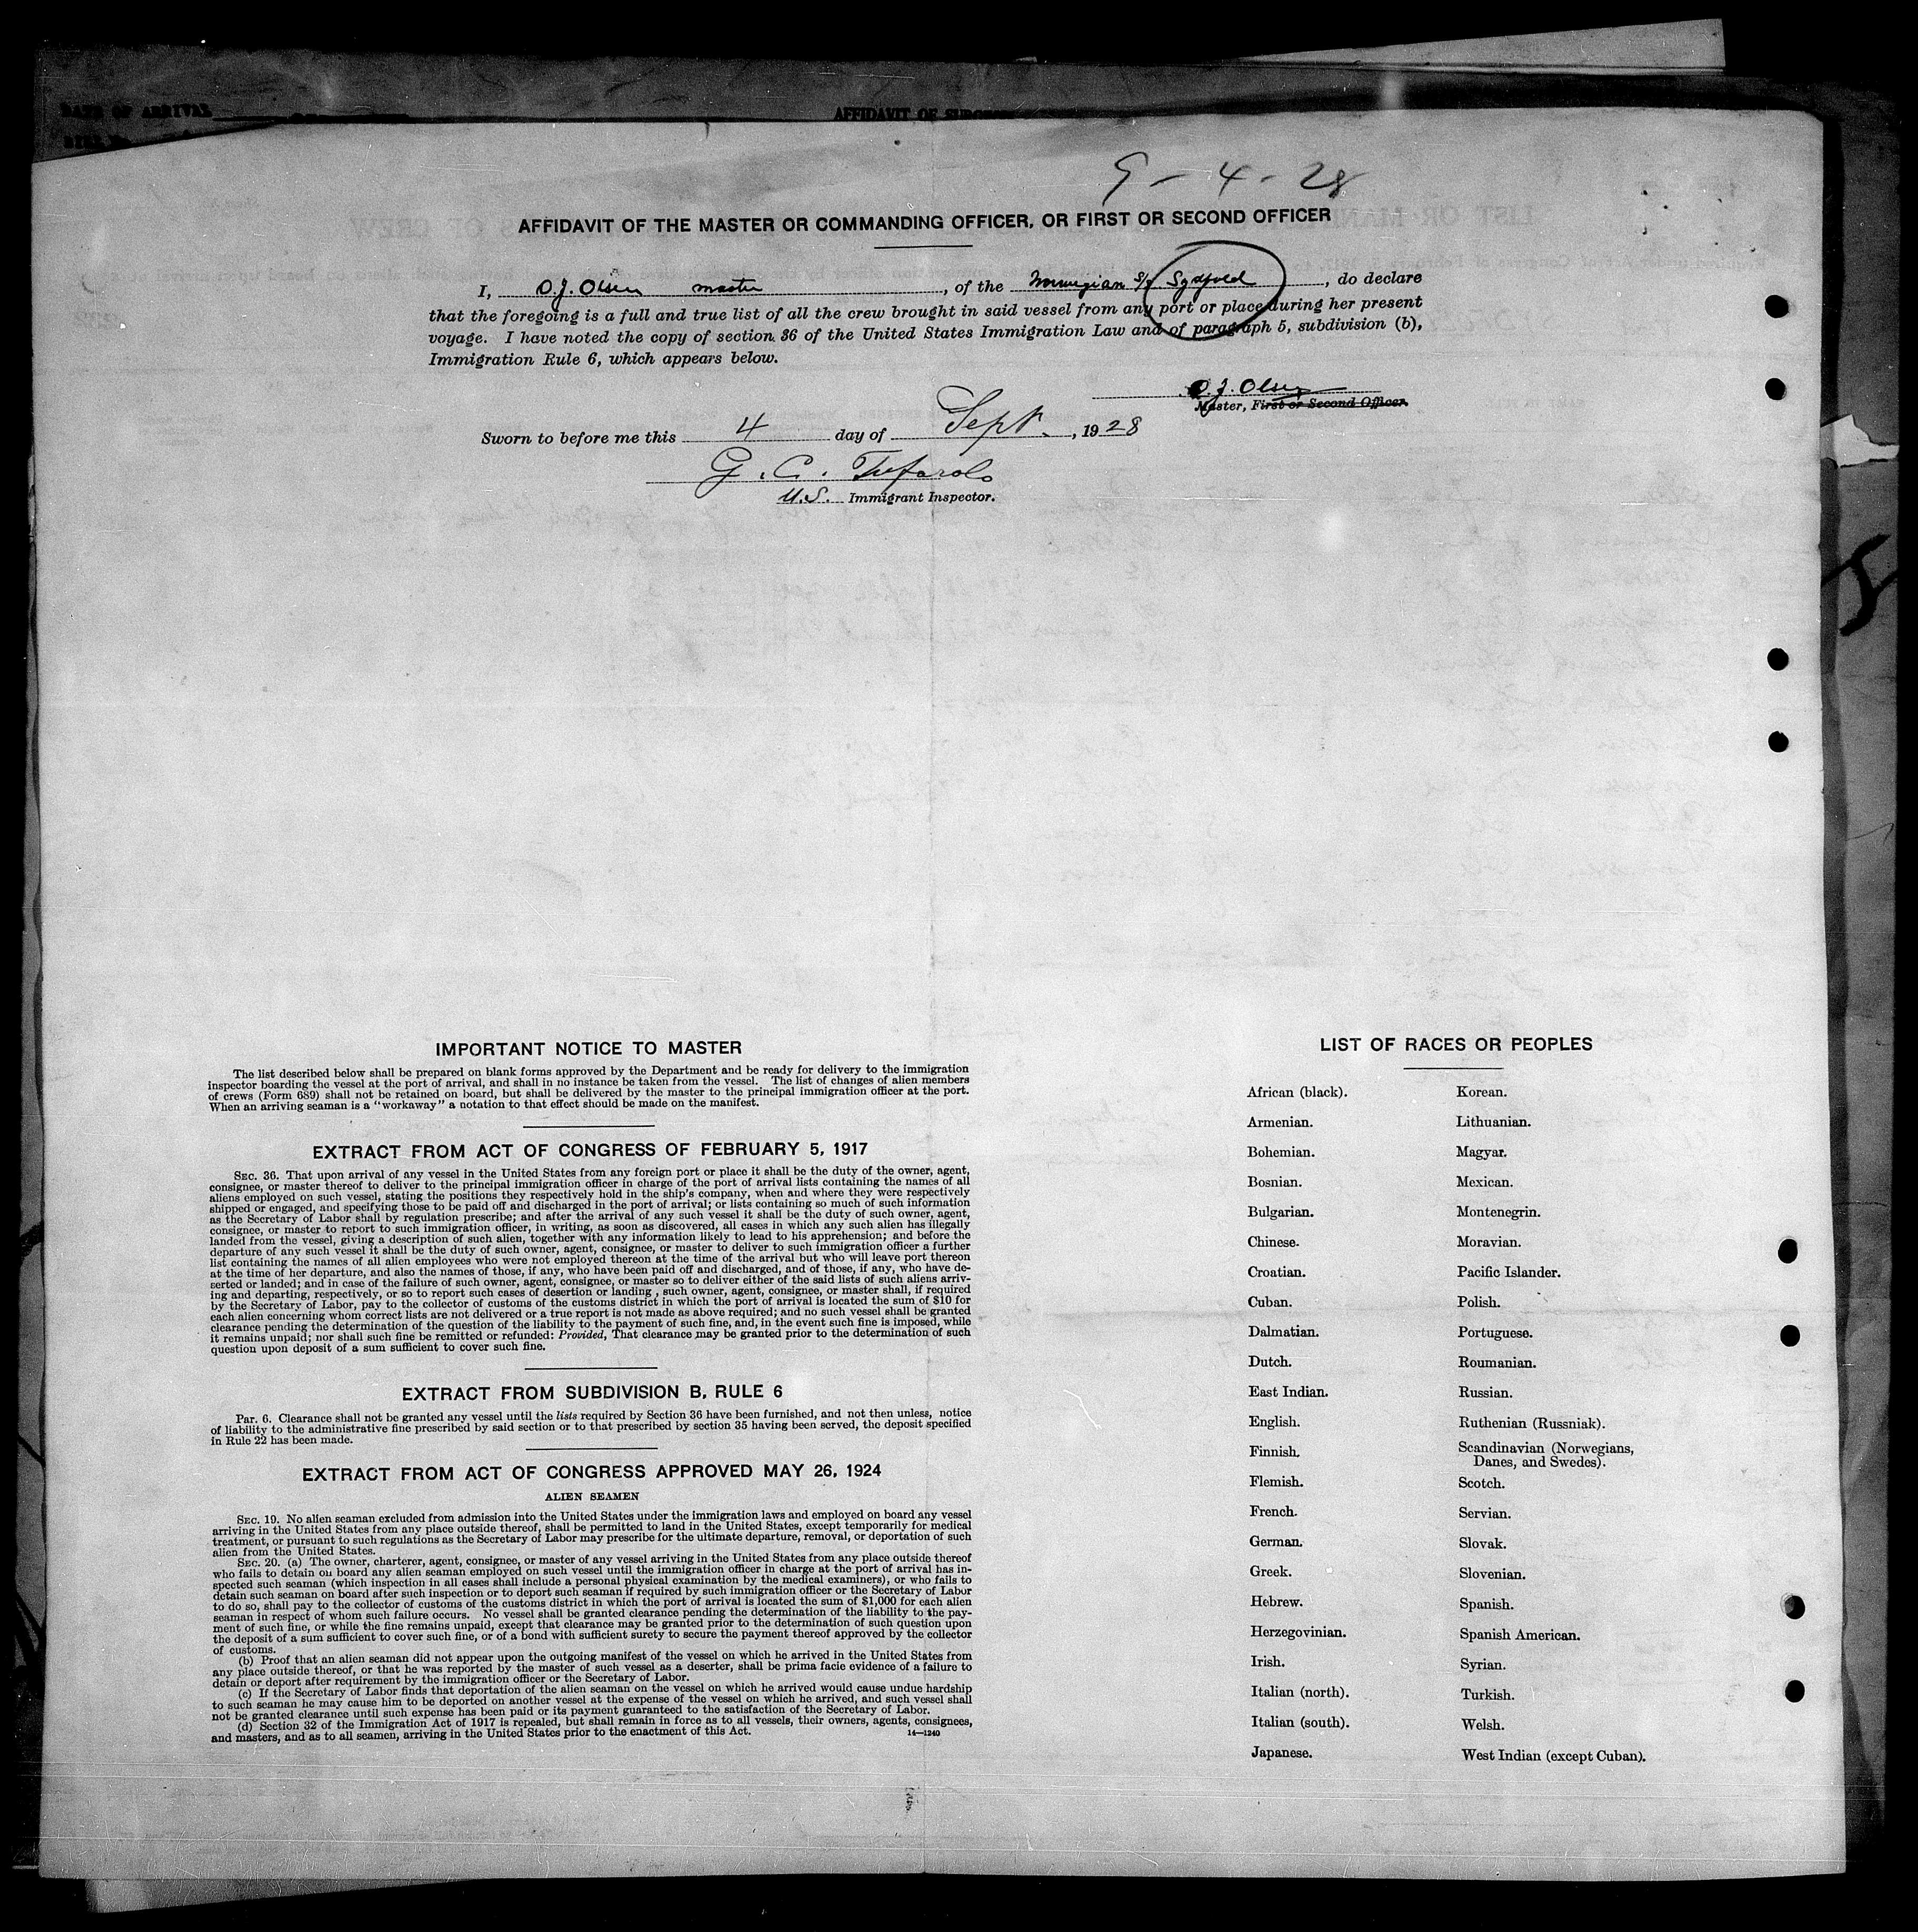 DATE OF ARRIVAL
AFFIDAVIT OF SURGEON
9 - 4 - 28
AFFIDAVIT OF THE MASTER OR COMMANDING OFFICER, OR FIRST OR SECOND OFFICER
I, O.J. Olsen master, of the Norwegian S/S Sydfold, do declare
that the foregoing is a full and true list of all the crew brought in said vessel from any port or place during her present
voyage. I have noted the copy of section 36 of the United States Immigration Law and of paragraph 5, subdivision (b),
Immigration Rule 6, which appears below.
O.J. Olsen
Master, First or Second Officer.
Sworn to before me this 4 day of Sept., 1928
G. C. Tufarolo
U.S. Immigrant Inspector.
IMPORTANT NOTICE TO MASTER
The list described below shall be prepared on blank forms approved by the Department and be ready for delivery to the immigration
inspector boarding the vessel at the port of arrival, and shall in no instance be taken from the vessel. The list of changes of alien members
of crews (Form 689) shall not be retained on board, but shall be delivered by the master to the principal immigration officer at the port.
When an arriving seaman is a "workaway" a notation to that effect should be made on the manifest.
EXTRACT FROM ACT OF CONGRESS OF FEBRUARY 5, 1917
SEC. 36. That upon arrival of any vessel in the United States from any foreign port or place it shall be the duty of the owner, agent,
consignee, or master thereof to deliver to the principal immigration officer in charge of the port of arrival lists containing the names of all
aliens employed on such vessel, stating the positions they respectively hold in the ship's company, when and where they were respectively
shipped or engaged, and specifying those to be paid off and discharged in the port of arrival; or lists containing so much of such information
as the Secretary of Labor shall by regulation prescribe; and after the arrival of any such vessel it shall be the duty of such owner, agent,
consignee, or master to report to such immigration officer, in writing, as soon as discovered, all cases in which any such alien has illegally
landed from the vessel, giving a description of such alien, together with any information likely to lead to his apprehension; and before the
departure of any such vessel it shall be the duty of such owner, agent, consignee, or master to deliver to such immigration officer a further
list containing the names of all alien employees who were not employed thereon at the time of the arrival but who will leave port thereon
at the time of her departure, and also the names of those, if any, who have been paid off and discharged, and of those, if any, who have de-
serted or landed; and in case of the failure of such owner, agent, consignee, or master so to deliver either of the said lists of such aliens arriv-
ing and departing, respectively, or so to report such cases of desertion or landing, such owner, agent, consignee, or master shall, if required
by the Secretary of Labor, pay to the collector of customs of the customs district in which the port of arrival is located the sum of $10 for
each alien concerning whom correct lists are not delivered or a true report is not made as above required; and no such vessel shall be granted
clearance pending the determination of the question of the liability to the payment of such fine, and, in the event such fine is imposed, while
it remains unpaid; nor shall such fine be remitted or refunded: Provided, That clearance may be granted prior to the determination of such
question upon deposit of a sum sufficient to cover such fine.
EXTRACT FROM SUBDIVISION B, RULE 6
Par. 6. Clearance shall not be granted any vessel until the lists required by Section 36 have been furnished, and not then unless, notice
of liability to the administrative fine prescribed by said section or to that prescribed by section 35 having been served, the deposit specified
in Rule 22 has been made.
EXTRACT FROM ACT OF CONGRESS APPROVED MAY 26, 1924
ALIEN SEAMEN
SEC. 19. No alien seaman excluded from admission into the United States under the immigration laws and employed on board any vessel
arriving in the United States from any place outside thereof, shall be permitted to land in the United States, except temporarily for medical
treatment, or pursuant to such regulations as the Secretary of Labor may prescribe for the ultimate departure, removal, or deportation of such
alien from the United States.
SEC. 20. (a) The owner, charterer, agent, consignee, or master of any vessel arriving in the United States from any place outside thereof
who fails to detain on board any alien seaman employed on such vessel until the immigration officer in charge at the port of arrival has in-
spected such seaman (which inspection in all cases shall include a personal physical examination by the medical examiners), or who fails to
detain such seaman on board after such inspection or to deport such seaman if required by such immigration officer or the Secretary of Labor
to do so, shall pay to the collector of customs of the customs district in which the port of arrival is located the sum of $1,000 for each alien
seaman in respect of whom such failure occurs. No vessel shall be granted clearance pending the determination of the liability to the pay-
ment of such fine, or while the fine remains unpaid, except that clearance may be granted prior to the determination of such question upon
the deposit of a sum sufficient to cover such fine, or of a bond with sufficient surety to secure the payment thereof approved by the collector
of customs.
(b) Proof that an alien seaman did not appear upon the outgoing manifest of the vessel on which he arrived in the United States from
any place outside thereof, or that he was reported by the master of such vessel as a deserter, shall be prima facie evidence of a failure to
detain or deport after requirement by the immigration officer or the Secretary of Labor.
(c) If the Secretary of Labor finds that deportation of the alien seaman on the vessel on which he arrived would cause undue hardship
to such seaman he may cause him to be deported on another vessel at the expense of the vessel on which he arrived, and such vessel shall
not be granted clearance until such expense has been paid or its payment guaranteed to the satisfaction of the Secretary of Labor.
(d) Section 32 of the Immigration Act of 1917 is repealed, but shall remain in force as to all vessels, their owners, agents, consignees,
and masters, and as to all seamen, arriving in the United States prior to the enactment of this Act.
14—1240
LIST OF RACES OR PEOPLES
African (black).
Armenian.
Bohemian.
Bosnian.
Bulgarian.
Chinese.
Croatian.
Cuban.
Dalmatian.
Dutch.
East Indian.
English.
Finnish.
Flemish.
French.
German.
Greek.
Hebrew.
Herzegovinian.
Irish.
Italian (north).
Italian (south).
Japanese.
Korean.
Lithuanian.
Magyar.
Mexican.
Montenegrin.
Moravian.
Pacific Islander.
Polish.
Portuguese.
Roumanian.
Russian.
Ruthenian (Russniak).
Scandinavian (Norwegians,
Danes, and Swedes).
Scotch.
Servian.
Slovak.
Slovenian.
Spanish.
Spanish American.
Syrian.
Turkish.
Welsh.
West Indian (except Cuban).